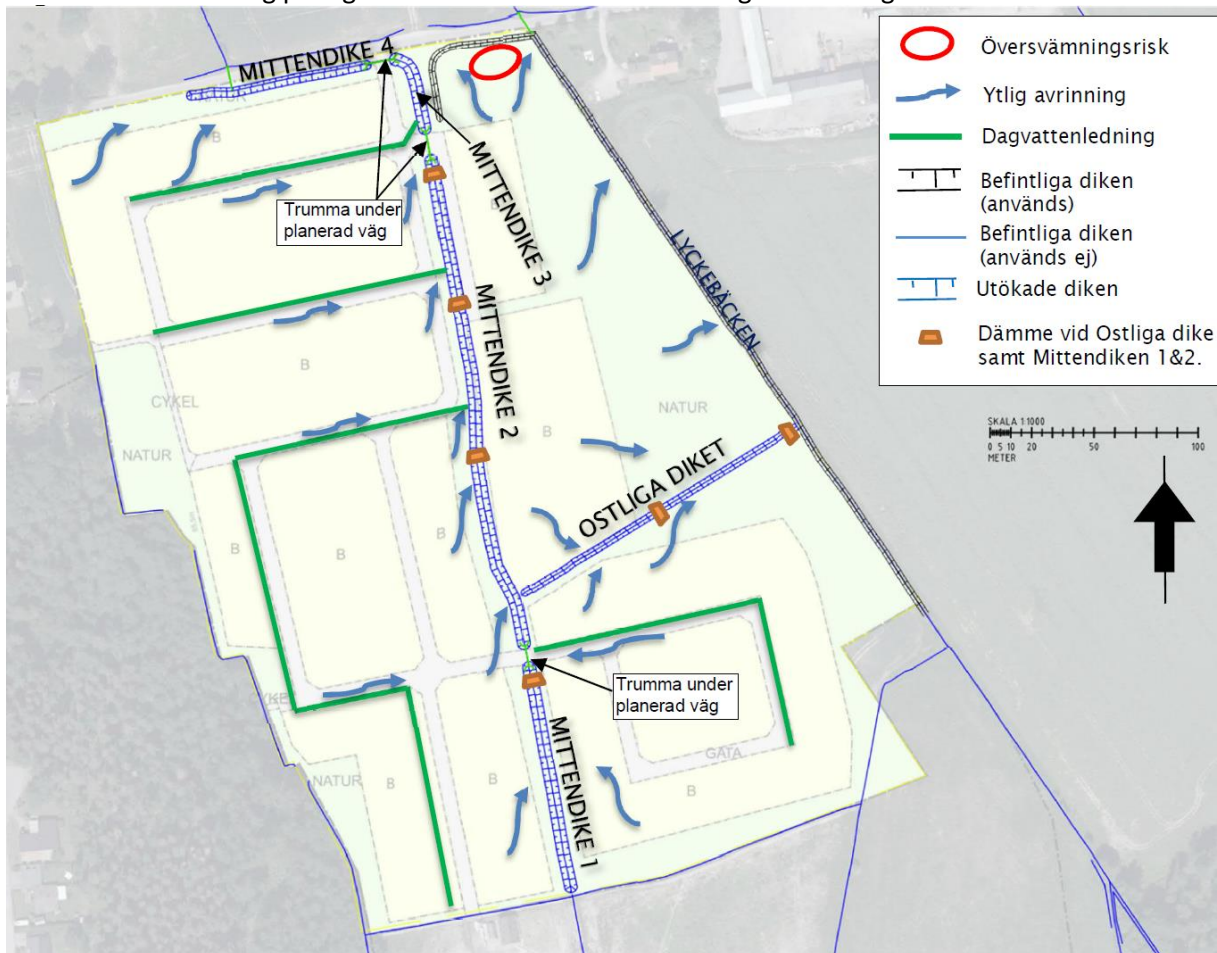 MITTENDIKE 4
NATUR
B
Trumma under
planerad väg
MITTENDIKE 3
LYCKEBÄCKEN
MITTENDIKE 2
B
CYKEL
NATUR
NATUR
B
OSTLIGA DIKET
B
B
B
Trumma under
planerad väg
GATA
NATUR
B
B
B
MITTENDIKE 1
Översvämningsrisk
Ytlig avrinning
Dagvattenledning
Befintliga diken
(används)
Befintliga diken
(används ej)
Utökade diken
Dämme vid Ostliga dike
samt Mittendiken 1&2.
SKALA 1:1000
0 5 10 20 50 100
METER